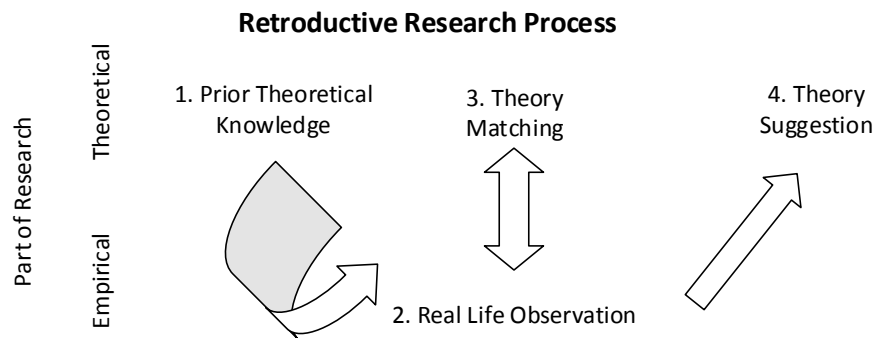 Retroductive Research Process
Part of Research
Theoretical
Empirical
1. Prior Theoretical
Knowledge
3. Theory
Matching
4. Theory
Suggestion
2. Real Life Observation